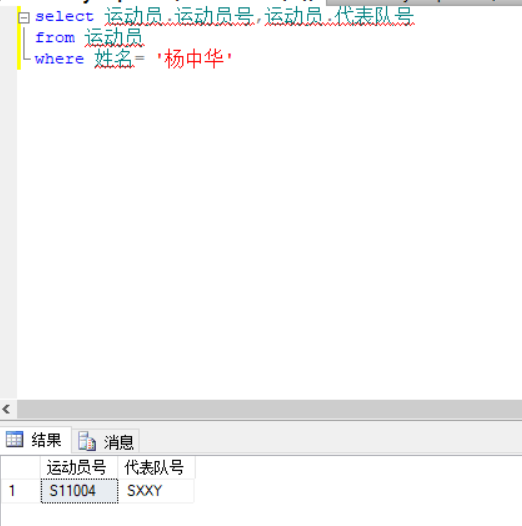 select 运动员.运动员号,运动员.代表队号
from 运动员
where 姓名= '杨中华'
结果 消息
运动员号 代表队号
1 S11004 SXXY